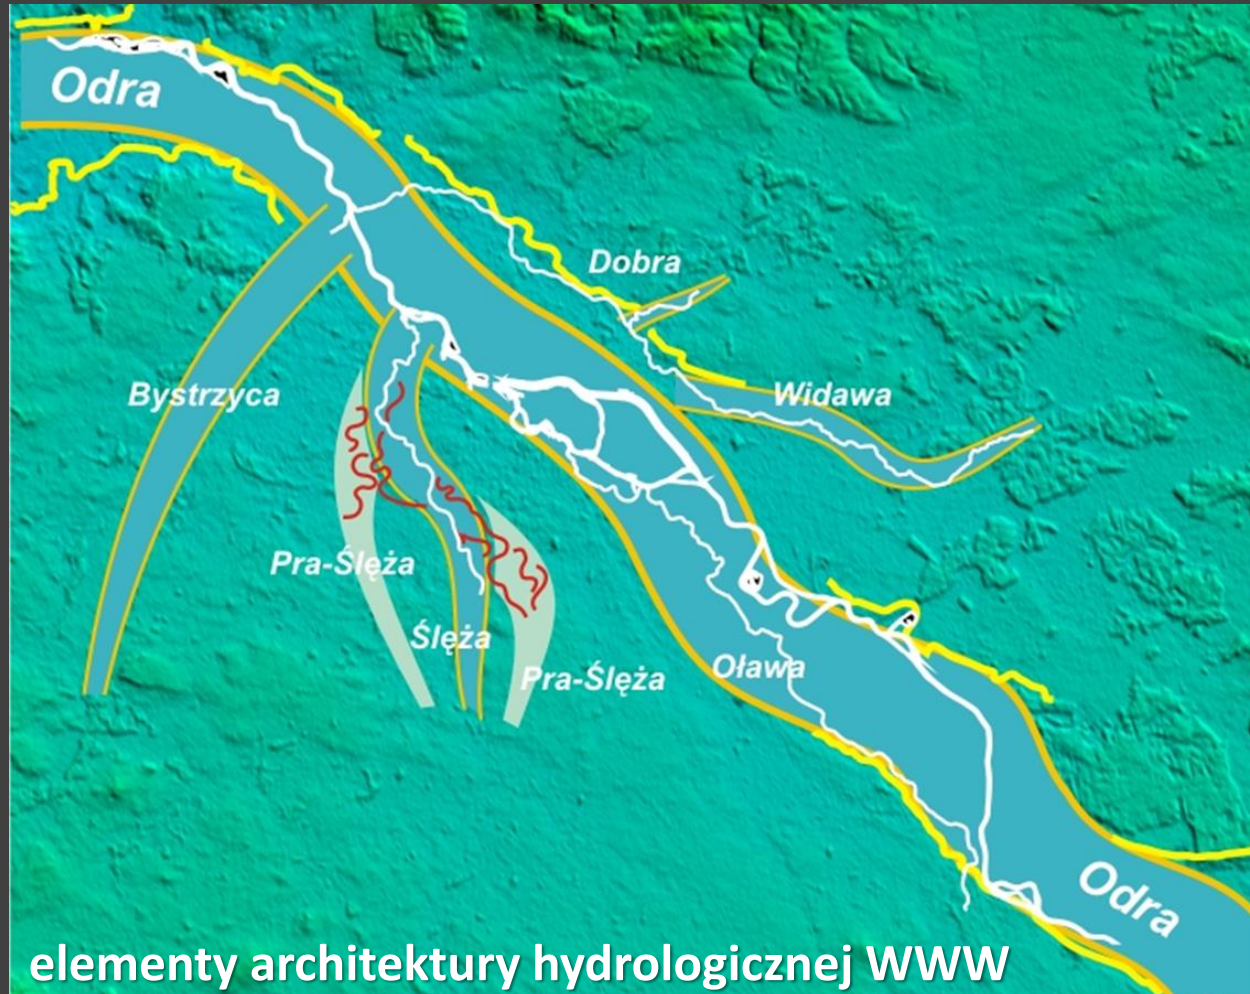 Odra
Dobra
Bystrzyca
Widawa
Pra-Ślęża
Ślęża
Pra-Ślęża
Oława
Odra
elementy architektury hydrologicznej WWW